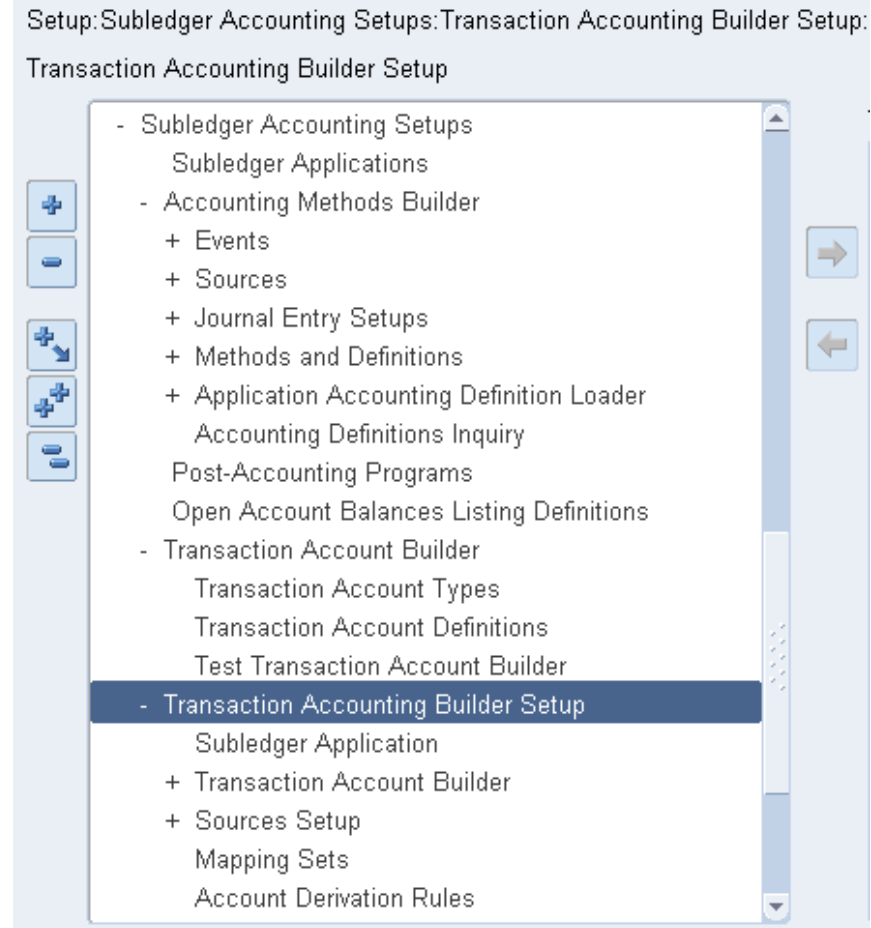 Setup:Subledger Accounting Setups:Transaction Accounting Builder Setup:
Transaction Accounting Builder Setup
- Subledger Accounting Setups
Subledger Applications
- Accounting Methods Builder
+ Events
+ Sources
+ Journal Entry Setups
+ Methods and Definitions
+ Application Accounting Definition Loader
Accounting Definitions Inquiry
Post-Accounting Programs
Open Account Balances Listing Definitions
- Transaction Account Builder
Transaction Account Types
Transaction Account Definitions
Test Transaction Account Builder
- Transaction Accounting Builder Setup
Subledger Application
+ Transaction Account Builder
+ Sources Setup
Mapping Sets
Account Derivation Rules